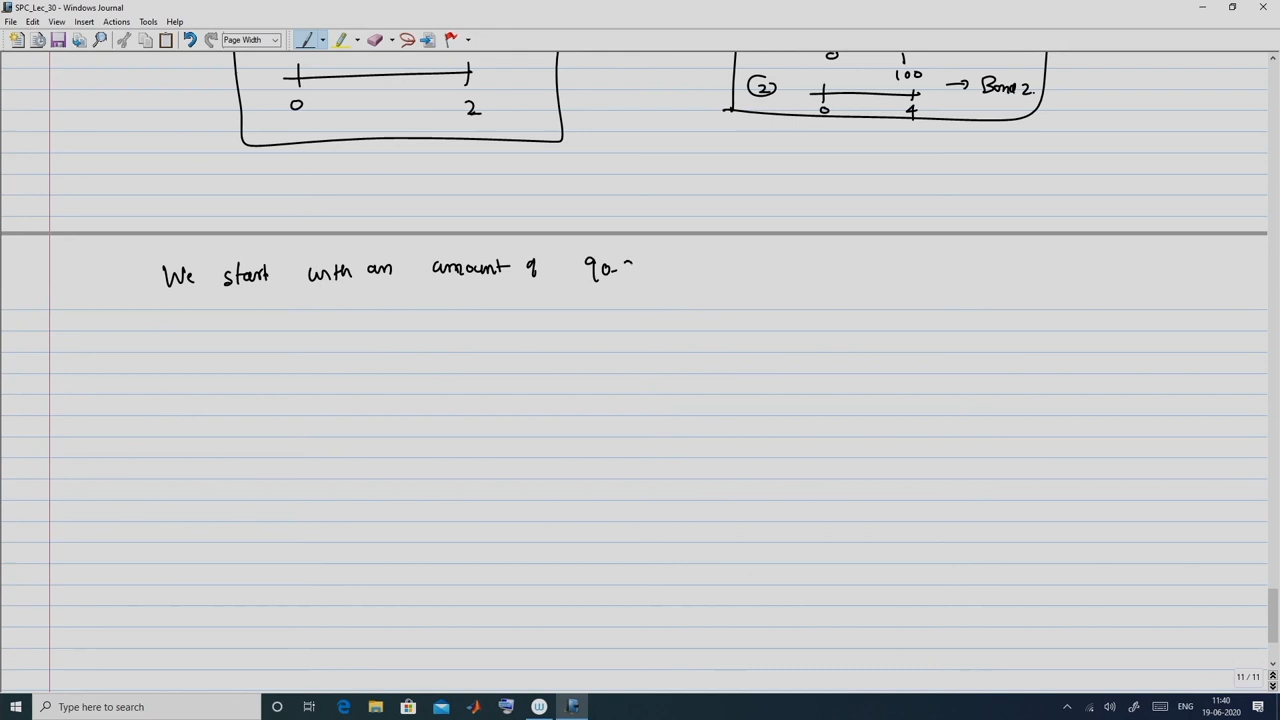 SPC_Lec_30 - Windows Journal
File Edit View Insert Actions Tools Help
Page Width
0 2
0 1
100
2 → Bond 2.
0 4
We start with an amount of 90.
11 / 11
Type here to search
11:40
19-06-2020